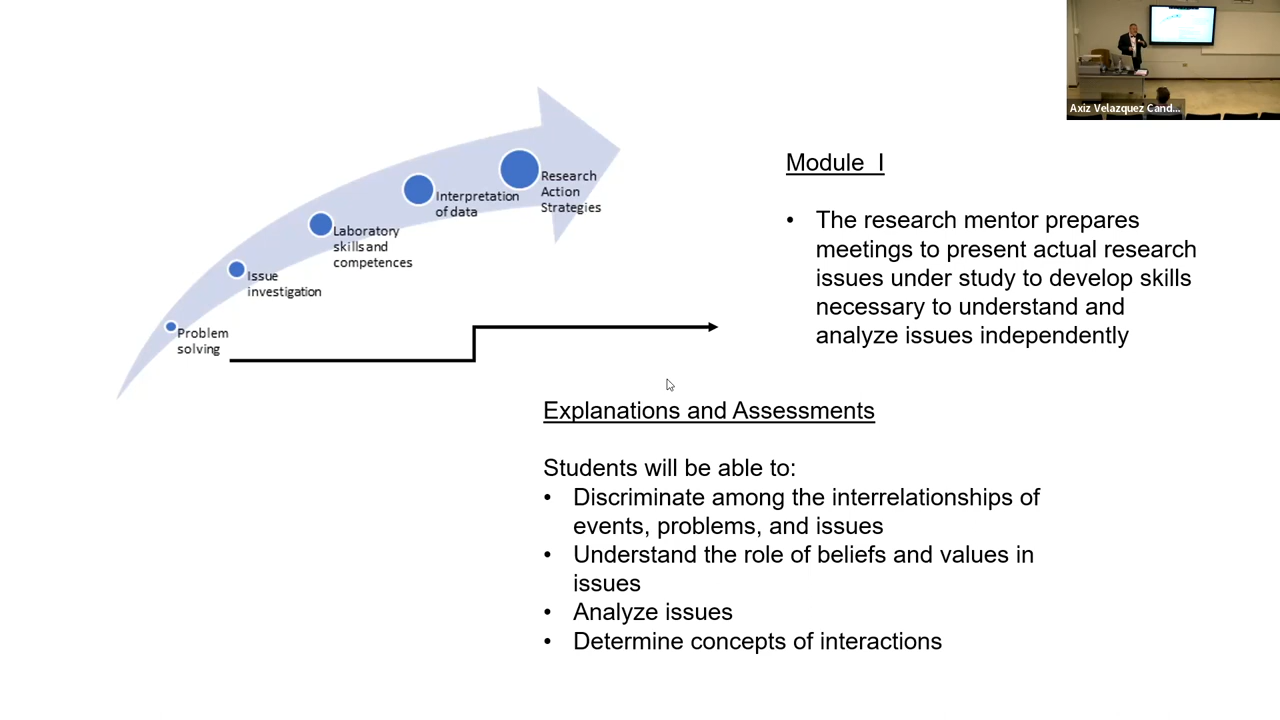 Axiz Velazquez Cand...
Research
Action
Strategies
Interpretation
of data
Laboratory
skills and
competences
Issue
investigation
Problem
solving
Module I
• The research mentor prepares
meetings to present actual research
issues under study to develop skills
necessary to understand and
analyze issues independently
Explanations and Assessments
Students will be able to:
• Discriminate among the interrelationships of
events, problems, and issues
• Understand the role of beliefs and values in
issues
• Analyze issues
• Determine concepts of interactions